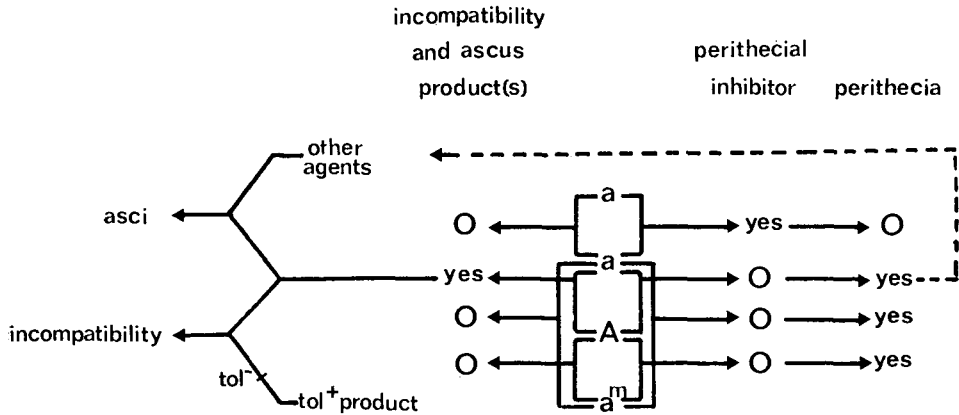 incompatibility
and ascus
product(s)
perithecial
inhibitor
perithecia
other
agents
asci
O
a
yes
O
yes
a
O
yes
incompatibility
O
A
O
yes
O
O
yes
tol⁻
tol⁺ product
aᵐ